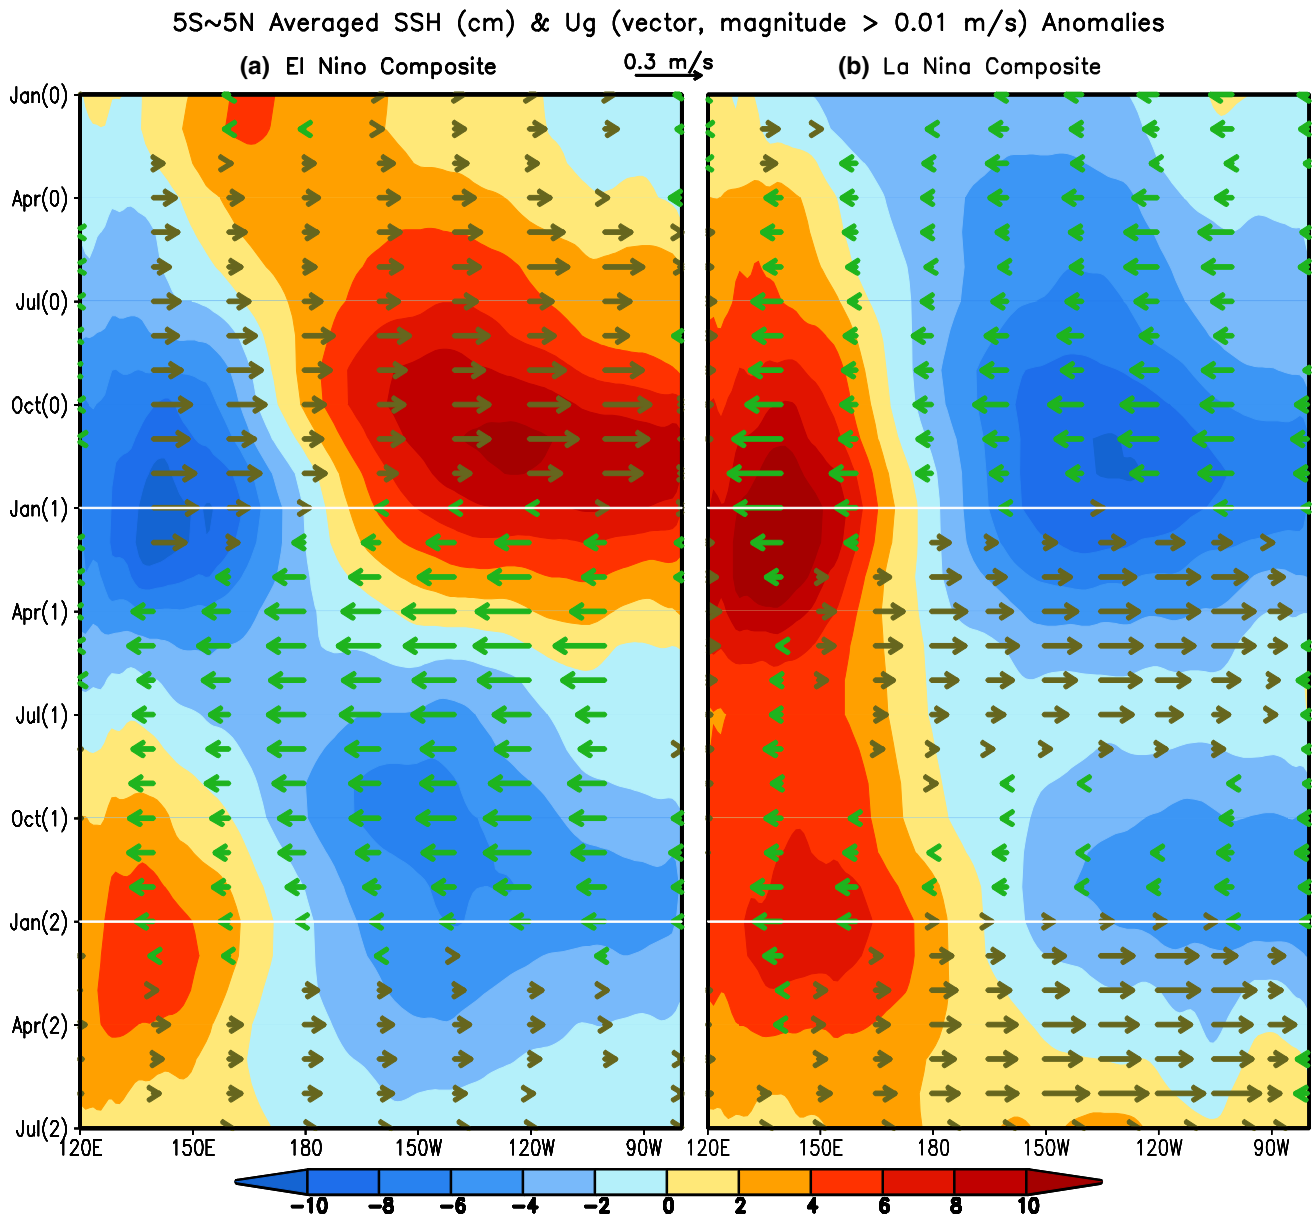 5S~5N Averaged SSH (cm) & Ug (vector, magnitude > 0.01 m/s) Anomalies
(a) El Nino Composite
0.3 m/s
(b) La Nina Composite
Jan(0)
Apr(0)
Jul(0)
Oct(0)
Jan(1)
Apr(1)
Jul(1)
Oct(1)
Jan(2)
Apr(2)
Jul(2)
120E 150E 180 150W 120W 90W
120E 150E 180 150W 120W 90W
-10 -8 -6 -4 -2 0 2 4 6 8 10